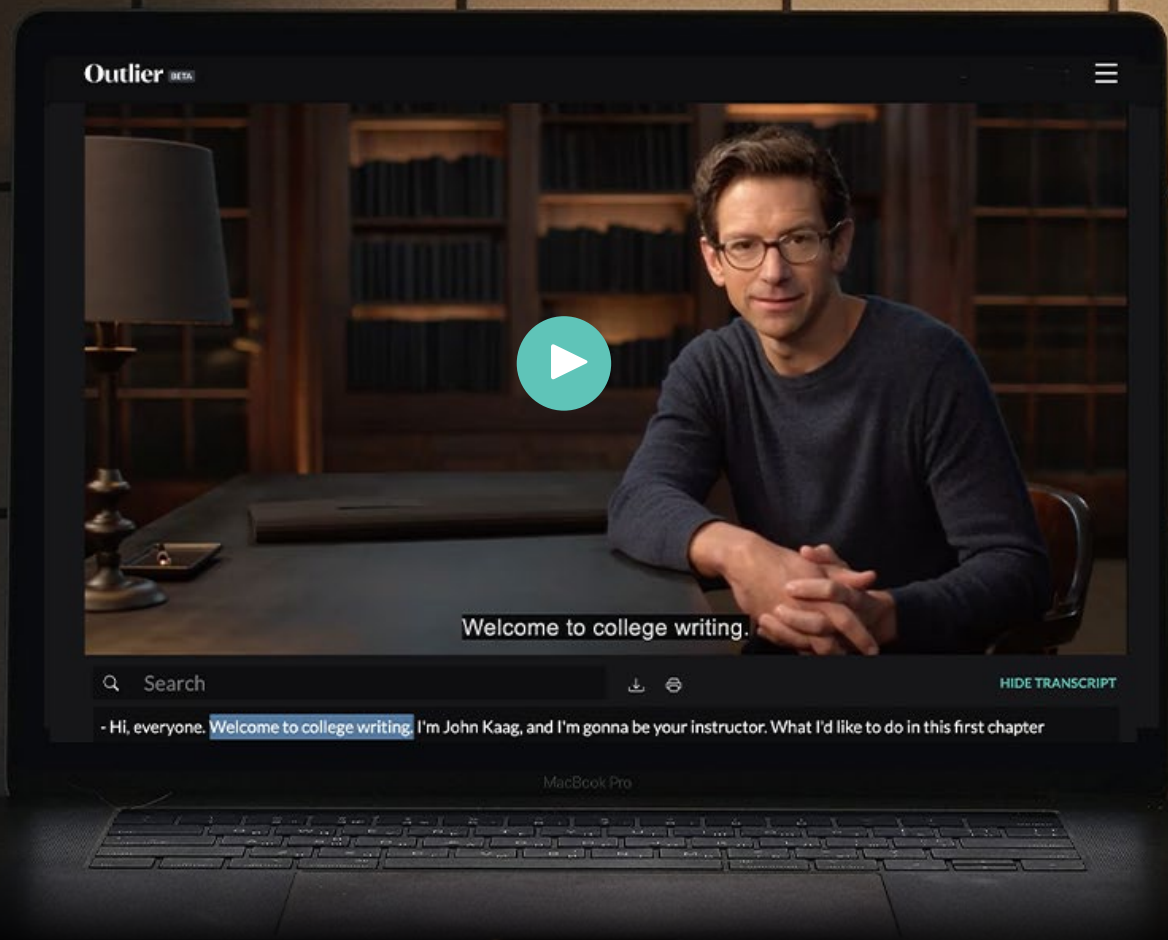 Outlier BETA
Welcome to college writing.
Search
HIDE TRANSCRIPT
- Hi, everyone. Welcome to college writing. I'm John Kaag, and I'm gonna be your instructor. What I'd like to do in this first chapter
MacBook Pro